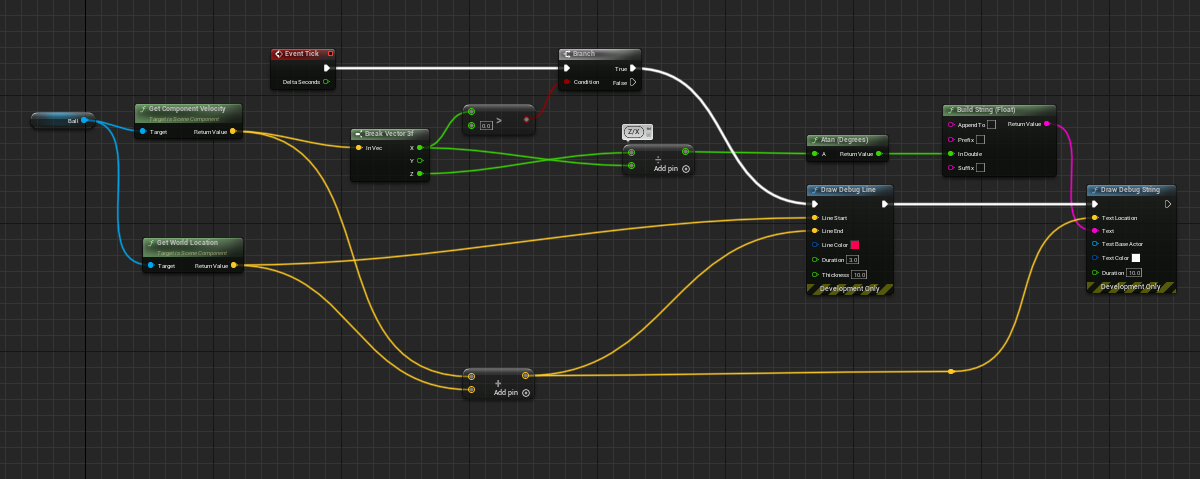 Event Tick
Delta Seconds
Branch
True
Condition
False
Ball
Get Component Velocity
Target is Scene Component
Target
Return Value
Break Vector 3f
In Vec
X
Y
Z
0.0
>
Z/X
÷
Add pin
Atan (Degrees)
A
Return Value
Build String (Float)
Append To
Return Value
Prefix
In Double
Suffix
Get World Location
Target is Scene Component
Target
Return Value
Draw Debug Line
Line Start
Line End
Line Color
Duration 3.0
Thickness 10.0
Development Only
Draw Debug String
Text Location
Text
Test Base Actor
Text Color
Duration 10.0
Development Only
+
Add pin